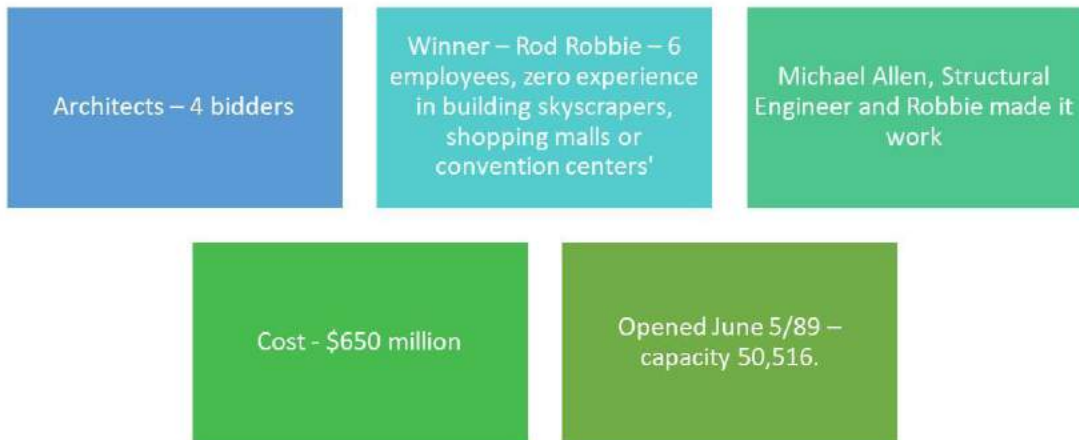 Architects – 4 bidders
Winner – Rod Robbie – 6
employees, zero experience
in building skyscrapers,
shopping malls or
convention centers'
Michael Allen, Structural
Engineer and Robbie made it
work
Cost - $650 million
Opened June 5/89 –
capacity 50,516.